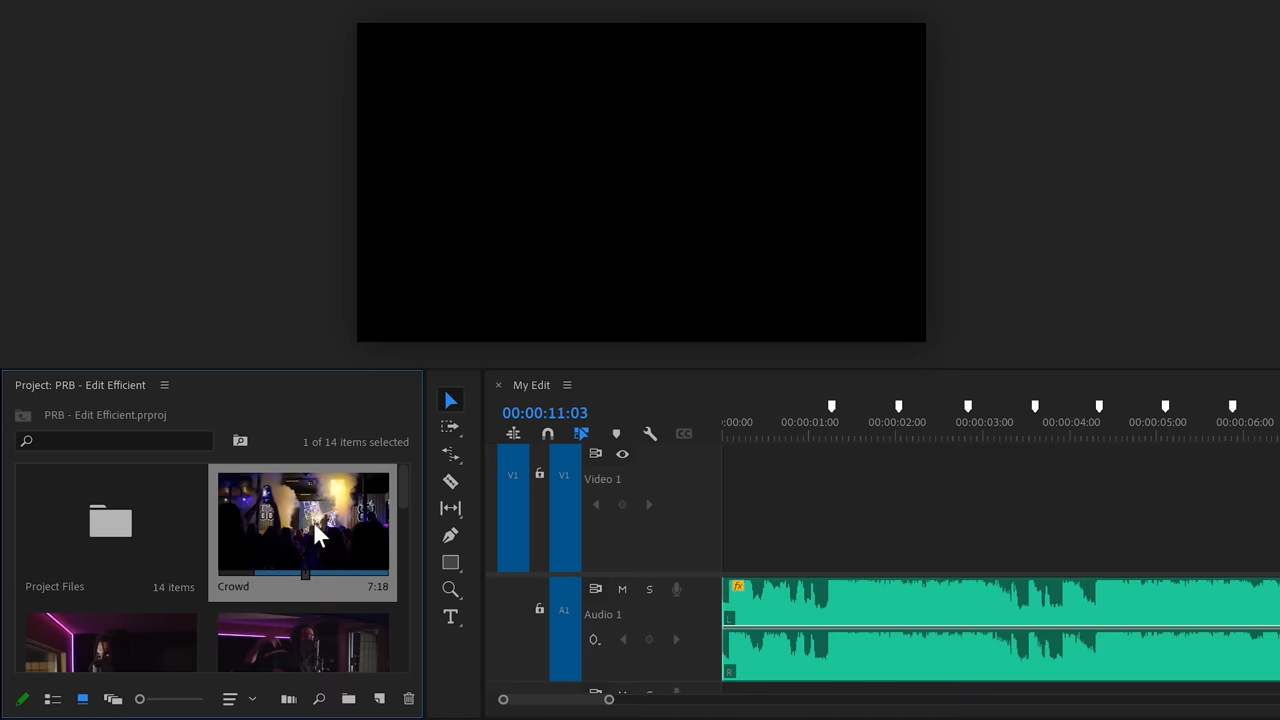 Project: PRB - Edit Efficient
PRB - Edit Efficient.prproj
1 of 14 items selected
Project Files
14 items
Crowd
7:18
My Edit
00:00:11:03
:00:00
00:00:01:00
00:00:02:00
00:00:03:00
00:00:04:00
00:00:05:00
00:00:06:00
CC
V1
V1
Video 1
fx
M
S
A1
Audio 1
L
R
T
M
S